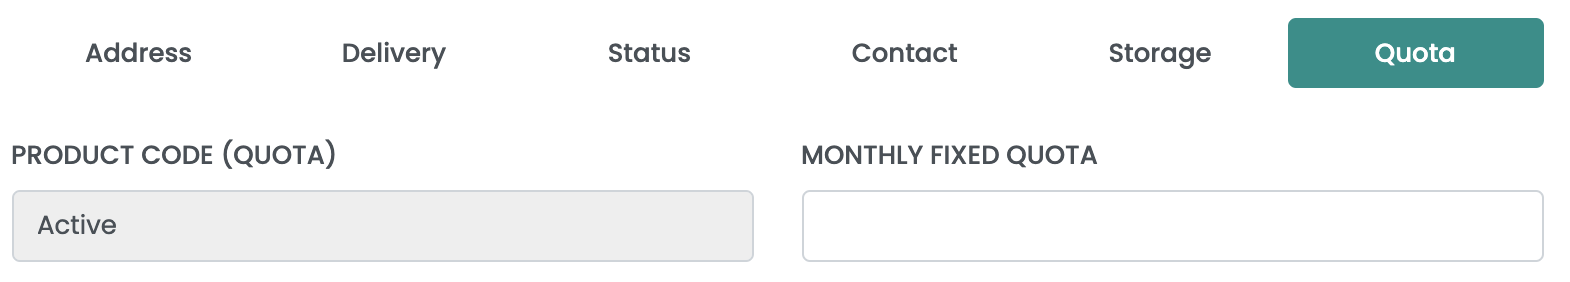 Address Delivery Status Contact Storage Quota
PRODUCT CODE (QUOTA) MONTHLY FIXED QUOTA
Active